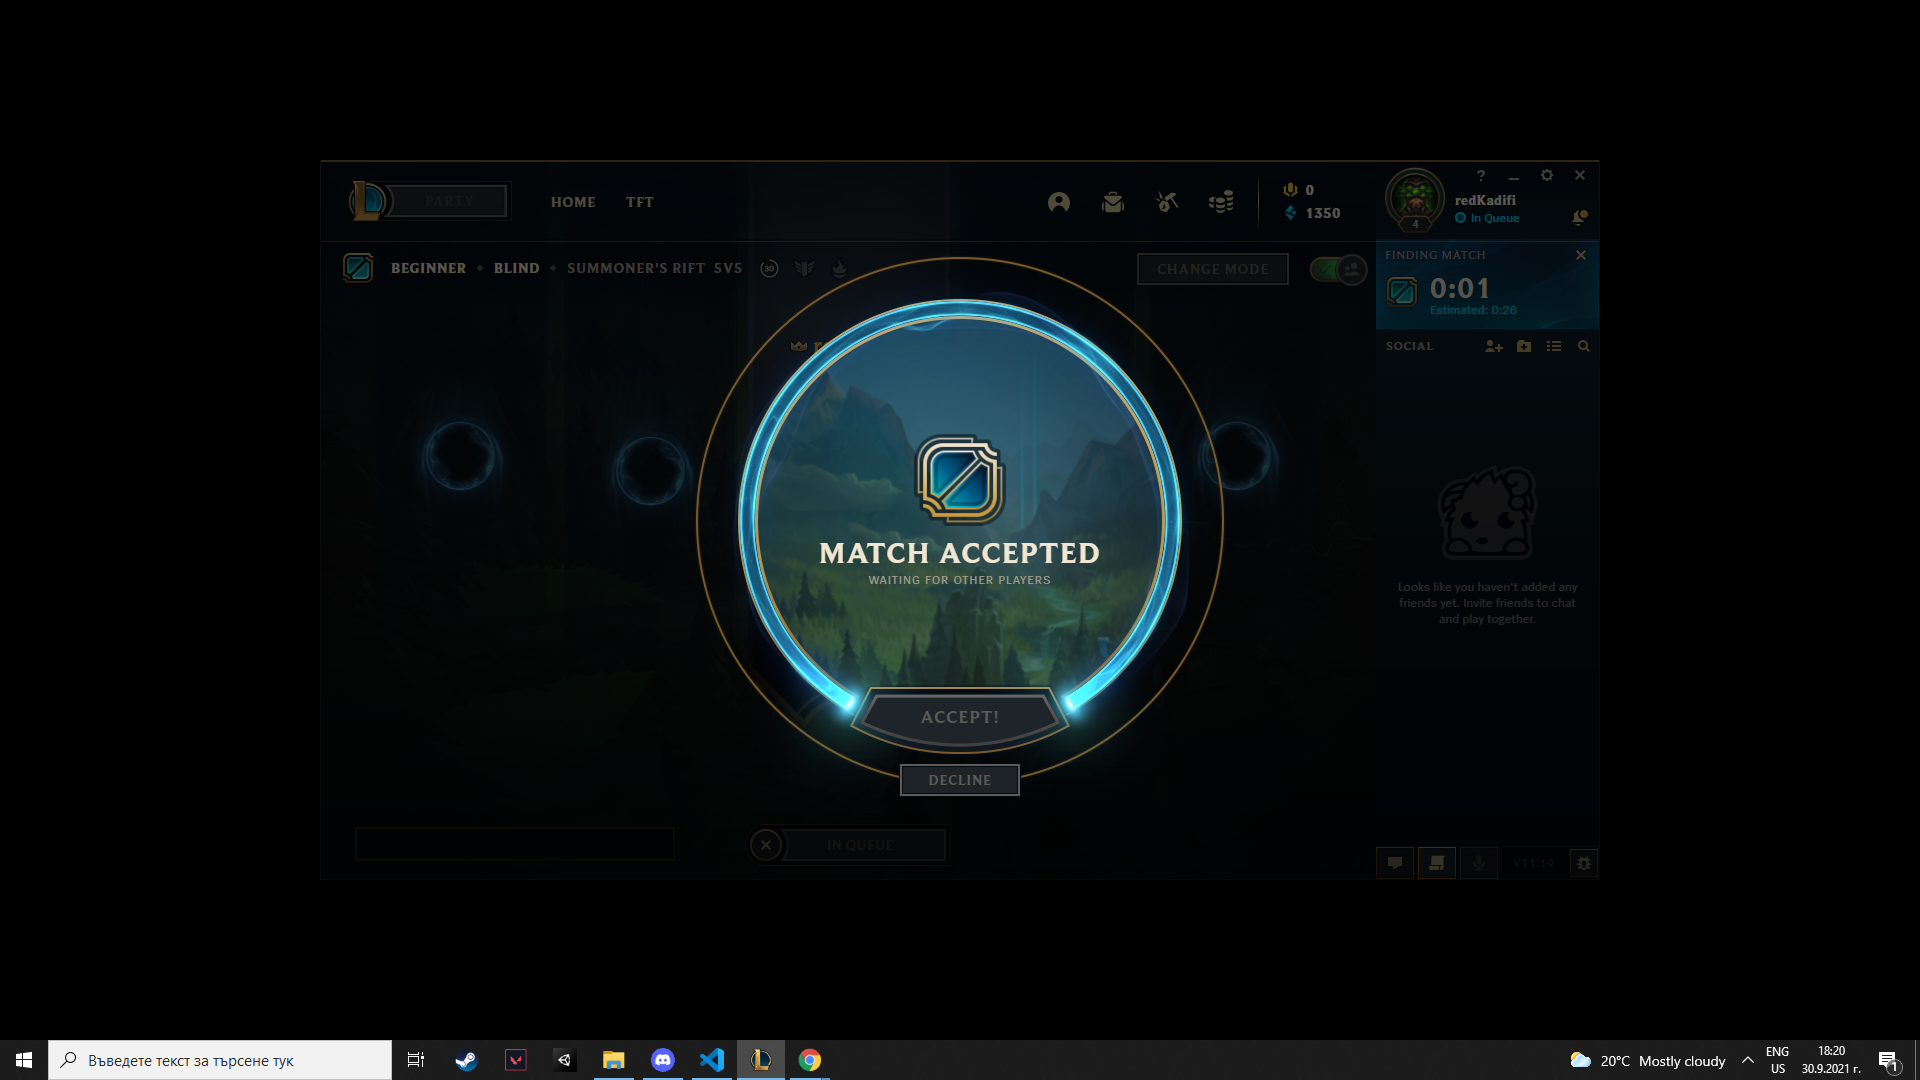 PARTY
HOME
TFT
0
1350
?
redKadifi
In Queue
4
BEGINNER • BLIND • SUMMONER'S RIFT 5V5
30
CHANGE MODE
FINDING MATCH
0:01
Estimated: 0:26
SOCIAL
MATCH ACCEPTED
WAITING FOR OTHER PLAYERS
Looks like you haven't added any
friends yet. Invite friends to chat
and play together.
ACCEPT!
DECLINE
IN QUEUE
Въведете текст за търсене тук
20°C Mostly cloudy
ENG
US
18:20
30.9.2021 г.
1